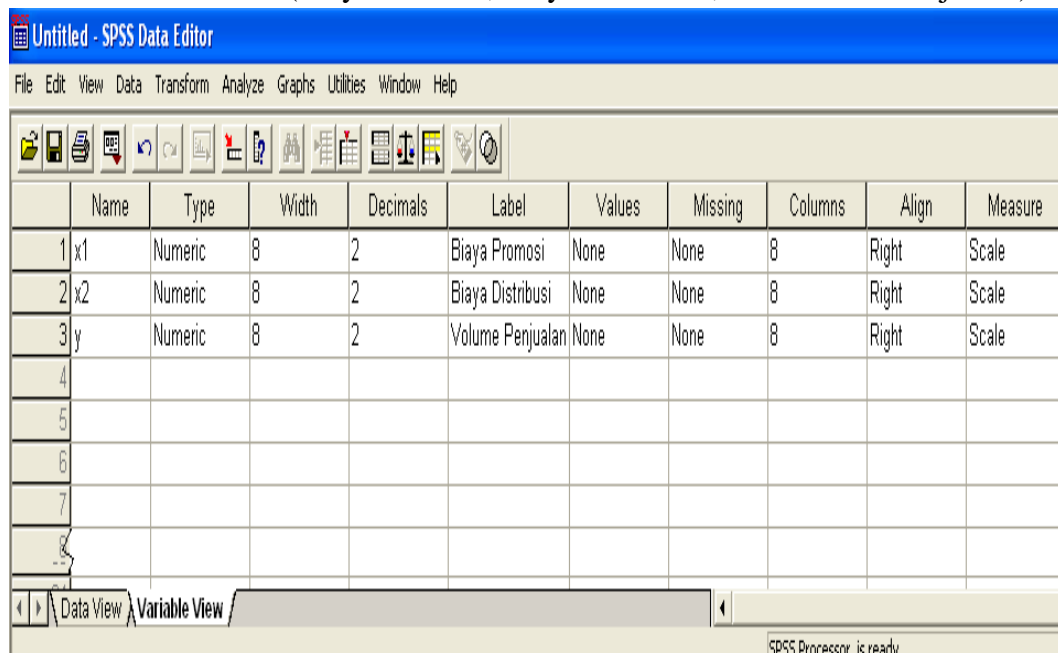 Untitled - SPSS Data Editor
File Edit View Data Transform Analyze Graphs Utilities Window Help
Name Type Width Decimals Label Values Missing Columns Align Measure
1 x1 Numeric 8 2 Biaya Promosi None None 8 Right Scale
2 x2 Numeric 8 2 Biaya Distribusi None None 8 Right Scale
3 y Numeric 8 2 Volume Penjualan None None 8 Right Scale
4
5
6
7
Data View Variable View
SPSS Processor is ready